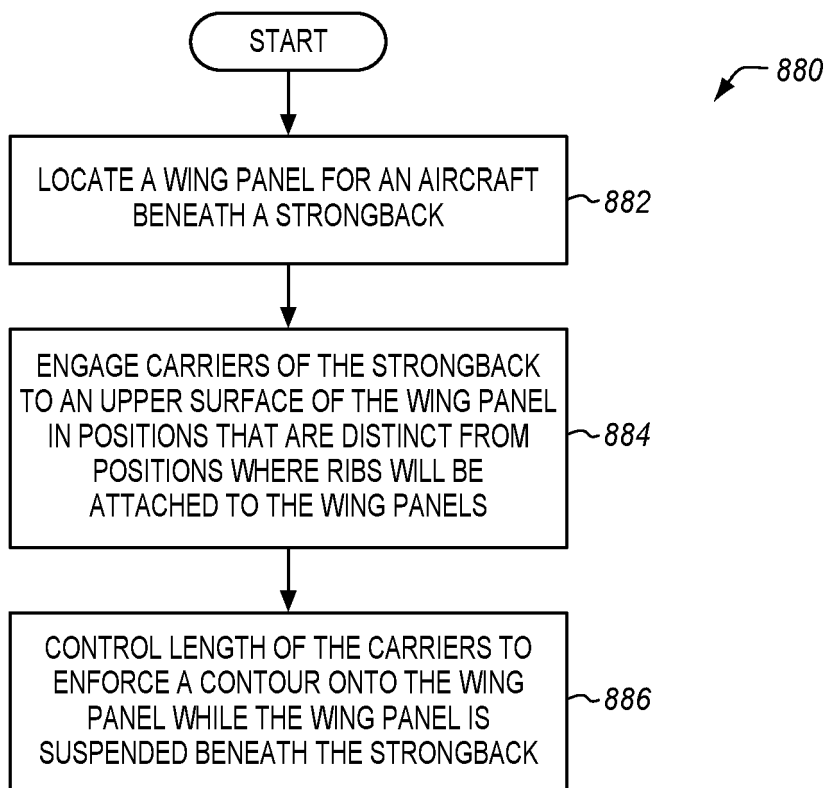 START
880
LOCATE A WING PANEL FOR AN AIRCRAFT
BENEATH A STRONGBACK
882
ENGAGE CARRIERS OF THE STRONGBACK
TO AN UPPER SURFACE OF THE WING PANEL
IN POSITIONS THAT ARE DISTINCT FROM
POSITIONS WHERE RIBS WILL BE
ATTACHED TO THE WING PANELS
884
CONTROL LENGTH OF THE CARRIERS TO
ENFORCE A CONTOUR ONTO THE WING
PANEL WHILE THE WING PANEL IS
SUSPENDED BENEATH THE STRONGBACK
886